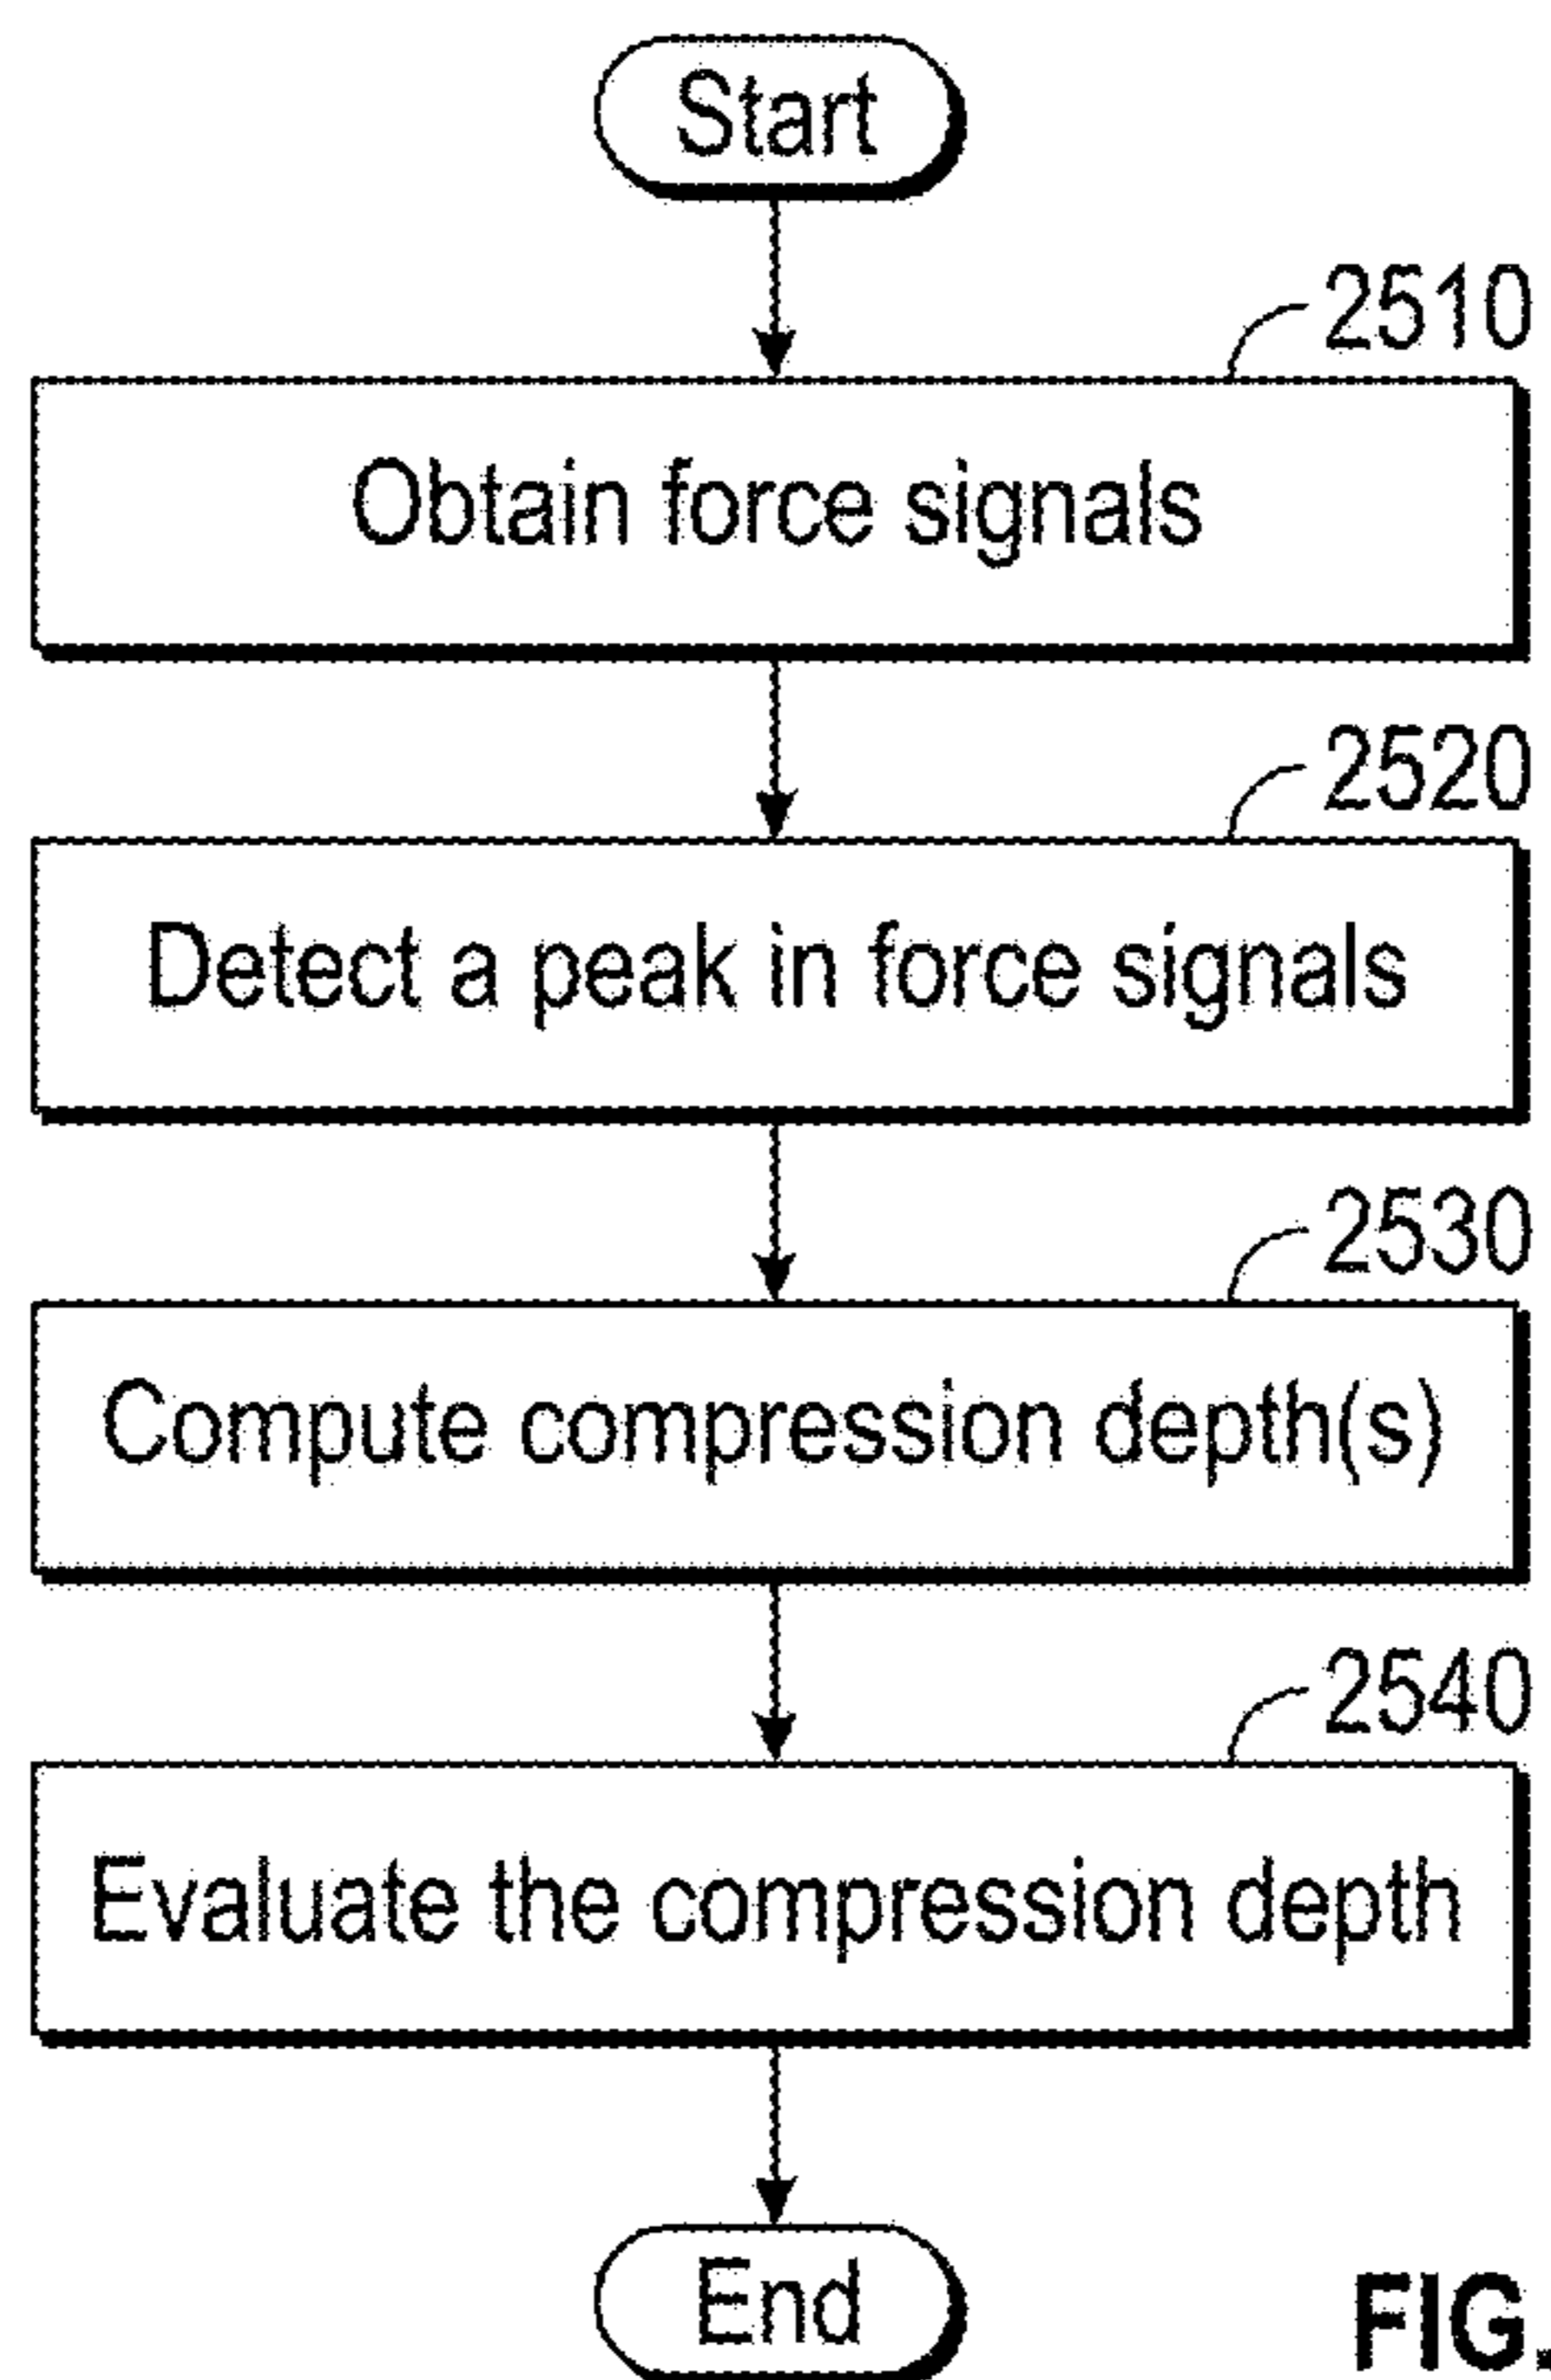 Start
2510
Obtain force signals
2520
Detect a peak in force signals
2530
Compute compression depth(s)
2540
Evaluate the compression depth
End
FIG.